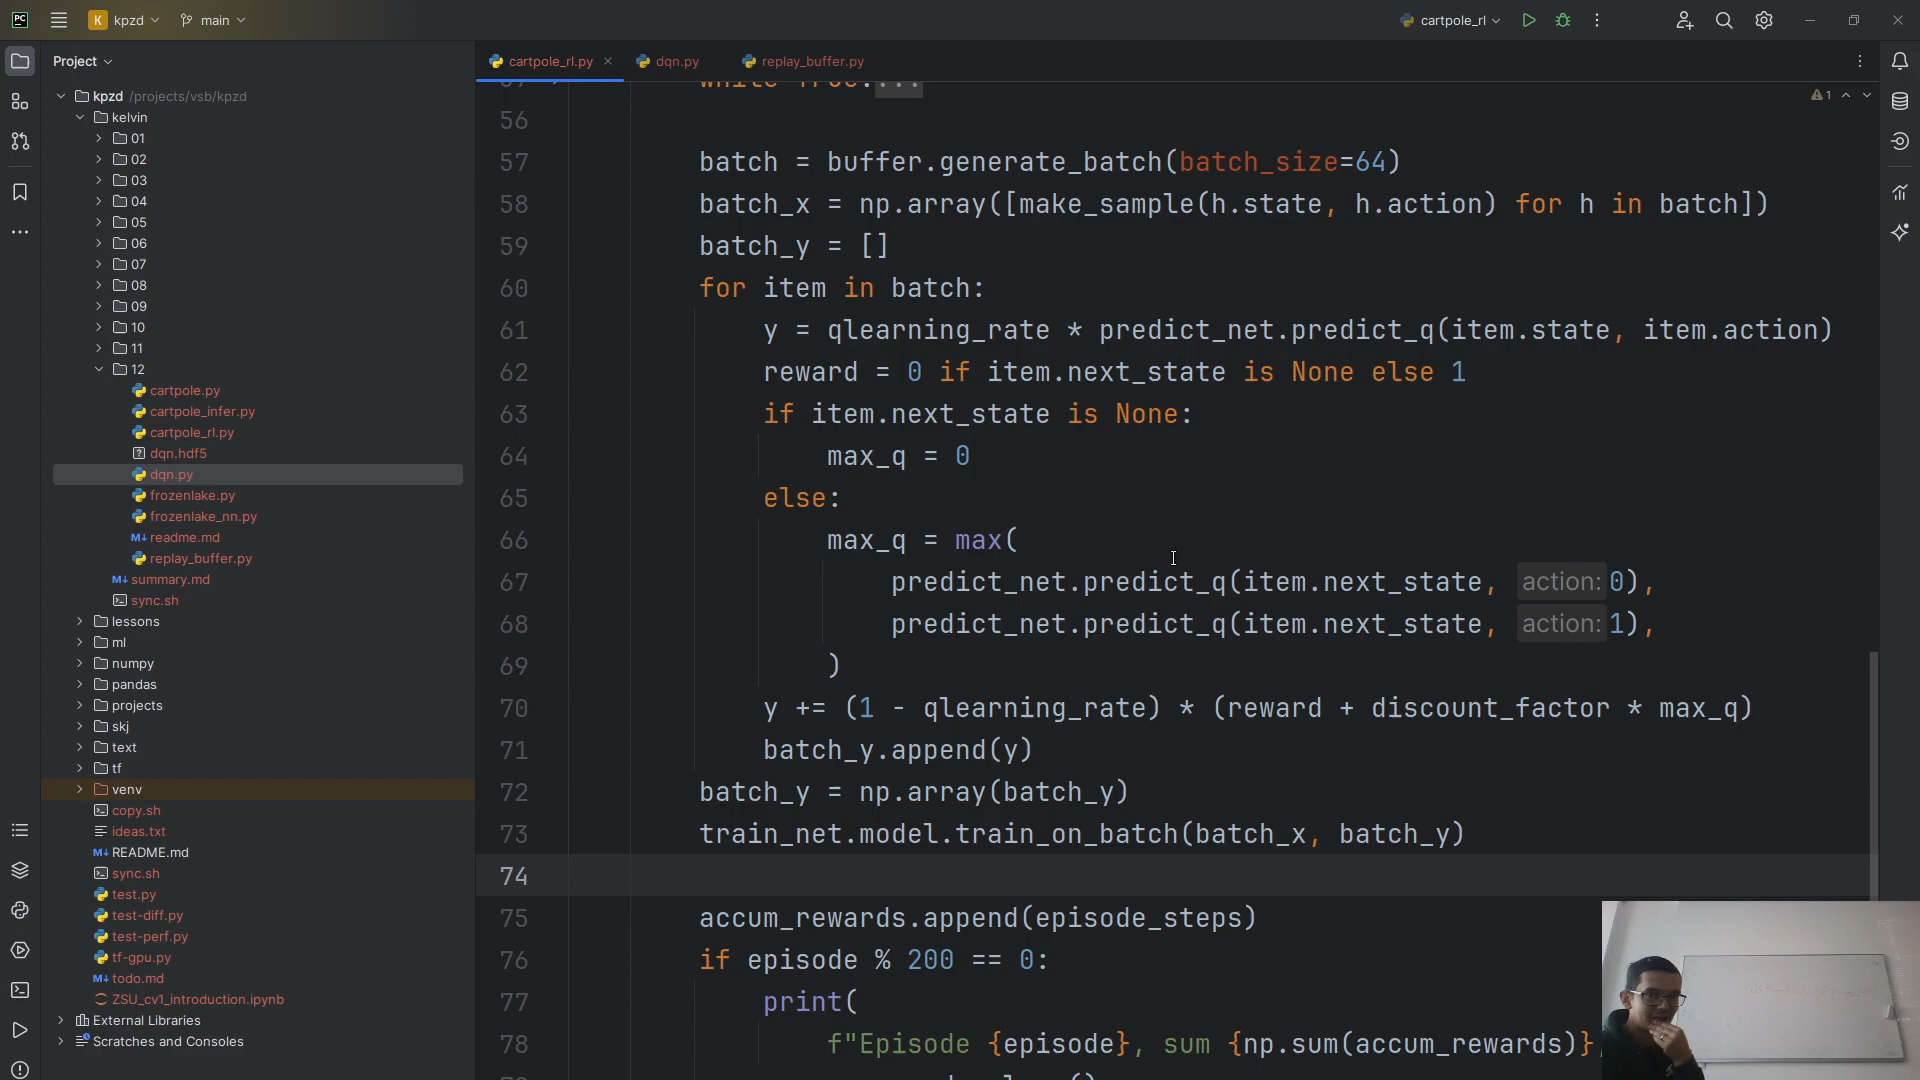 PC
K kpzd
main
cartpole_rl
Project
cartpole_rl.py
dqn.py
replay_buffer.py
kpzd /projects/vsb/kpzd
kelvin
01
02
03
04
05
06
07
08
09
10
11
12
cartpole.py
cartpole_infer.py
cartpole_rl.py
dqn.hdf5
dqn.py
frozenlake.py
frozenlake_nn.py
readme.md
replay_buffer.py
summary.md
sync.sh
lessons
ml
numpy
pandas
projects
skj
text
tf
venv
copy.sh
ideas.txt
README.md
sync.sh
test.py
test-diff.py
test-perf.py
tf-gpu.py
todo.md
ZSU_cv1_introduction.ipynb
External Libraries
Scratches and Consoles
1
while True:...
56
57 batch = buffer.generate_batch(batch_size=64)
58 batch_x = np.array([make_sample(h.state, h.action) for h in batch])
59 batch_y = []
60 for item in batch:
61 y = qlearning_rate * predict_net.predict_q(item.state, item.action)
62 reward = 0 if item.next_state is None else 1
63 if item.next_state is None:
64 max_q = 0
65 else:
66 max_q = max(
67 predict_net.predict_q(item.next_state, action: 0),
68 predict_net.predict_q(item.next_state, action: 1),
69 )
70 y += (1 - qlearning_rate) * (reward + discount_factor * max_q)
71 batch_y.append(y)
72 batch_y = np.array(batch_y)
73 train_net.model.train_on_batch(batch_x, batch_y)
74
75 accum_rewards.append(episode_steps)
76 if episode % 200 == 0:
77 print(
78 f"Episode {episode}, sum {np.sum(accum_rewards)}